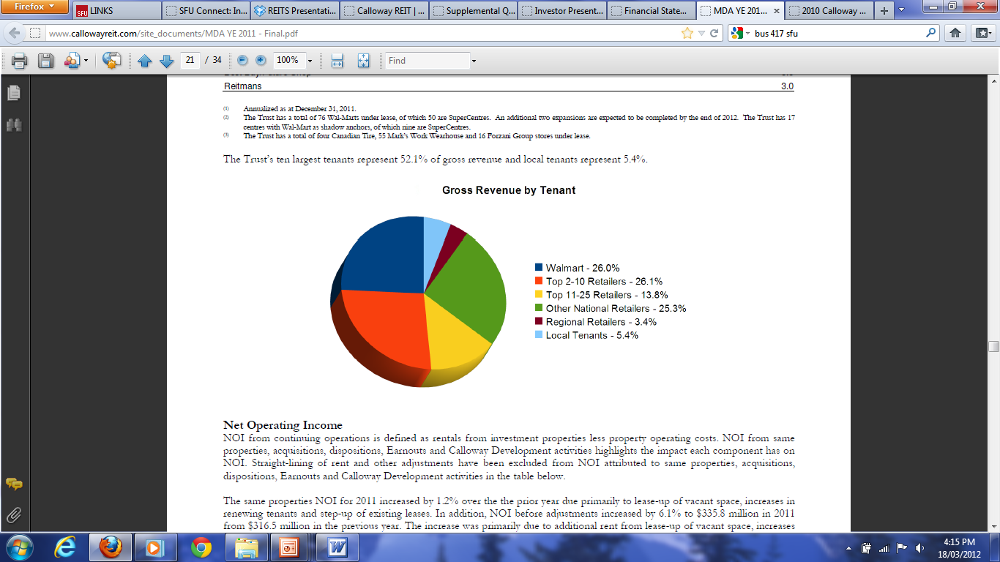 Firefox
LINKS
SFU Connect: In...
REITS Presentati...
Calloway REIT | ...
Supplemental Q...
Investor Present...
Financial State...
MDA YE 201...
2010 Calloway ...
www.callowayreit.com/site_documents/MDA YE 2011 - Final.pdf
bus 417 sfu
21 / 34
100%
Find
Reitmans 3.0
(1) Annualized as at December 31, 2011.
(2) The Trust has a total of 76 Wal-Marts under lease, of which 50 are SuperCentres. An additional two expansions are expected to be completed by the end of 2012. The Trust has 17
centres with Wal-Mart as shadow anchors, of which nine are SuperCentres.
(3) The Trust has a total of four Canadian Tire, 55 Mark's Work Wearhouse and 16 Forzani Group stores under lease.
The Trust's ten largest tenants represent 52.1% of gross revenue and local tenants represent 5.4%.
Gross Revenue by Tenant
Walmart - 26.0%
Top 2-10 Retailers - 26.1%
Top 11-25 Retailers - 13.8%
Other National Retailers - 25.3%
Regional Retailers - 3.4%
Local Tenants - 5.4%
Net Operating Income
NOI from continuing operations is defined as rentals from investment properties less property operating costs. NOI from same
properties, acquisitions, dispositions, Earnouts and Calloway Development activities highlights the impact each component has on
NOI. Straight-lining of rent and other adjustments have been excluded from NOI attributed to same properties, acquisitions,
dispositions, Earnouts and Calloway Development activities in the table below.
The same properties NOI for 2011 increased by 1.2% over the the prior year due primarily to lease-up of vacant space, increases in
renewing tenants and step-up of existing leases. In addition, NOI before adjustments increased by 6.1% to $335.8 million in 2011
from $316.5 million in the previous year. The increase was primarily due to additional rent from lease-up of vacant space, increases
4:15 PM
18/03/2012